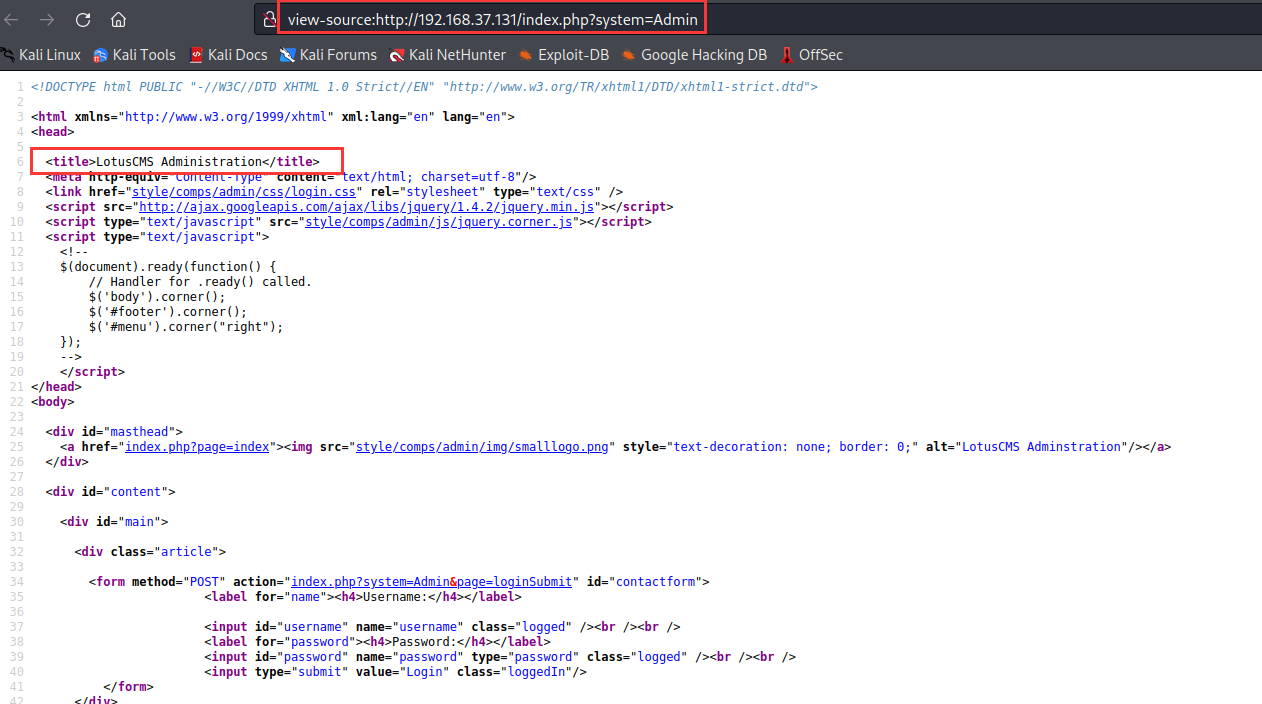 view-source:http://192.168.37.131/index.php?system=Admin
Kali Linux Kali Tools Kali Docs Kali Forums Kali NetHunter Exploit-DB Google Hacking DB OffSec
1 <!DOCTYPE html PUBLIC "-//W3C//DTD XHTML 1.0 Strict//EN" "http://www.w3.org/TR/xhtml1/DTD/xhtml1-strict.dtd">
2
3 <html xmlns="http://www.w3.org/1999/xhtml" xml:lang="en" lang="en">
4 <head>
5
6 <title>LotusCMS Administration</title>
7 <meta http-equiv="Content-Type" content="text/html; charset=utf-8"/>
8 <link href="style/comps/admin/css/login.css" rel="stylesheet" type="text/css" />
9 <script src="http://ajax.googleapis.com/ajax/libs/jquery/1.4.2/jquery.min.js"></script>
10 <script type="text/javascript" src="style/comps/admin/js/jquery.corner.js"></script>
11 <script type="text/javascript">
12 <!--
13 $(document).ready(function() {
14 // Handler for .ready() called.
15 $('body').corner();
16 $('#footer').corner();
17 $('#menu').corner("right");
18 });
19 -->
20 </script>
21 </head>
22 <body>
23
24 <div id="masthead">
25 <a href="index.php?page=index"><img src="style/comps/admin/img/smalllogo.png" style="text-decoration: none; border: 0;" alt="LotusCMS Adminstration"/></a>
26 </div>
27
28 <div id="content">
29
30 <div id="main">
31
32 <div class="article">
33
34 <form method="POST" action="index.php?system=Admin&page=loginSubmit" id="contactform">
35 <label for="name"><h4>Username:</h4></label>
36
37 <input id="username" name="username" class="logged" /><br /><br />
38 <label for="password"><h4>Password:</h4></label>
39 <input id="password" name="password" type="password" class="logged" /><br /><br />
40 <input type="submit" value="Login" class="loggedIn"/>
41 </form>
42 </div>